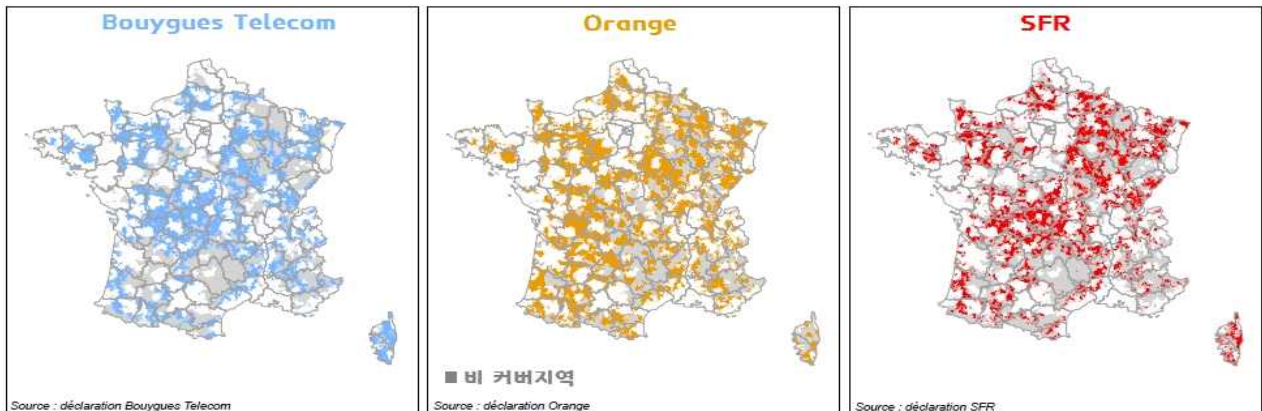 Bouygues Telecom
Orange
SFR
■ 비 커버지역
Source : déclaration Bouygues Telecom
Source : déclaration Orange
Source : déclaration SFR